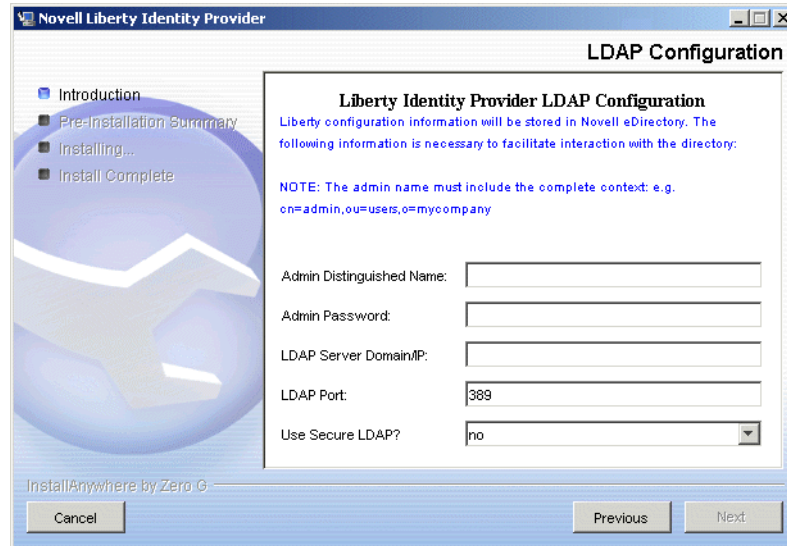 Novell Liberty Identity Provider
LDAP Configuration
Introduction
Pre-Installation Summary
Installing...
Install Complete
Liberty Identity Provider LDAP Configuration
Liberty configuration information will be stored in Novell eDirectory. The
following information is necessary to facilitate interaction with the directory:
NOTE: The admin name must include the complete context: e.g.
cn=admin,ou=users,o=mycompany
Admin Distinguished Name:
Admin Password:
LDAP Server Domain/IP:
LDAP Port: 389
Use Secure LDAP? no
InstallAnywhere by Zero G
Cancel Previous Next